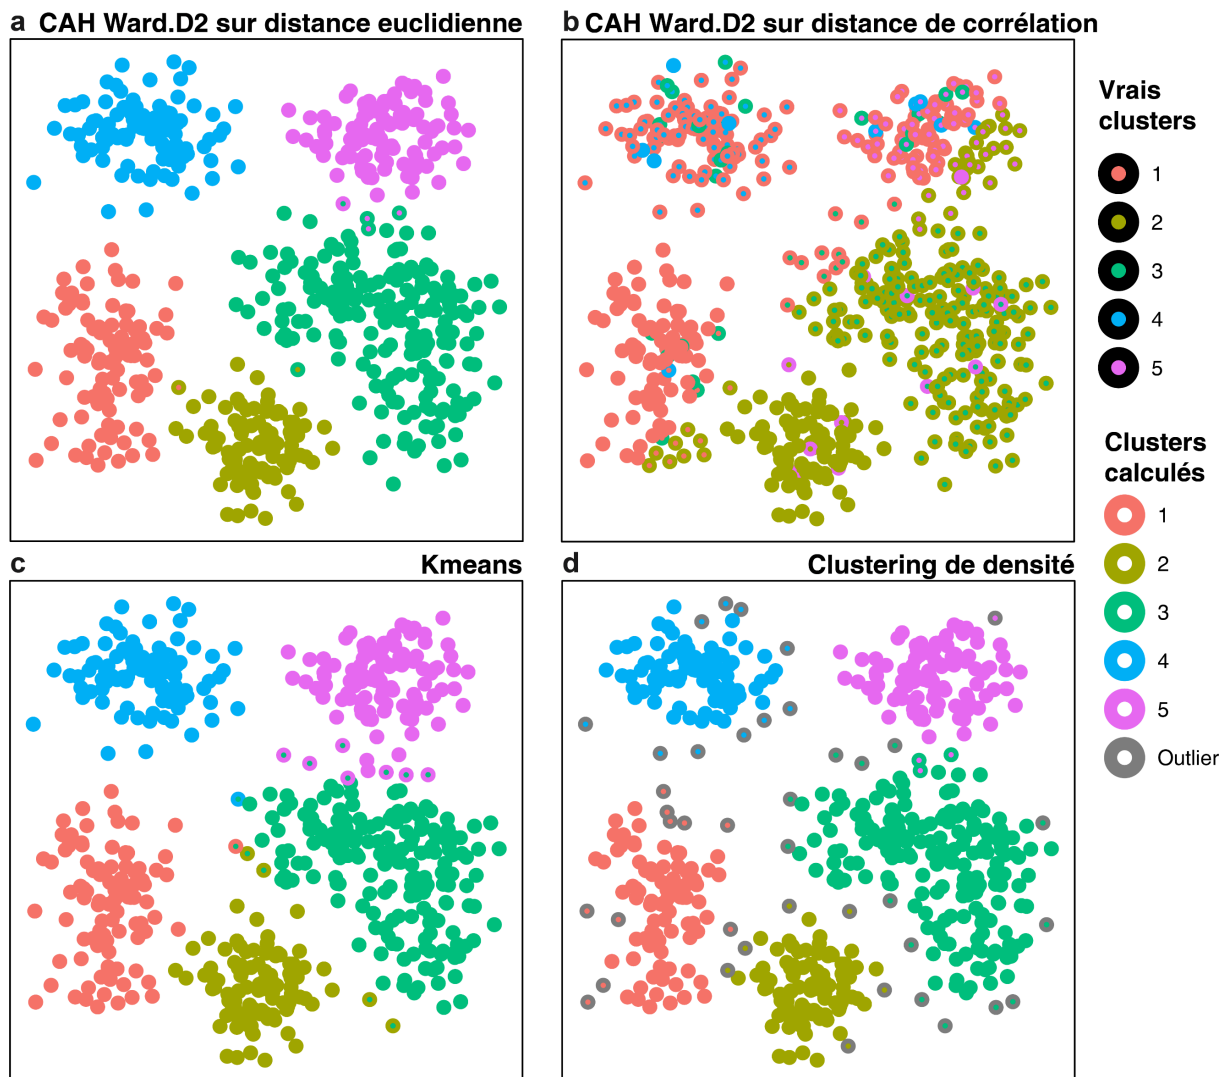 a CAH Ward.D2 sur distance euclidienne
b CAH Ward.D2 sur distance de corrélation
c Kmeans
d Clustering de densité
Vrais
clusters
1
2
3
4
5
Clusters
calculés
1
2
3
4
5
Outlier